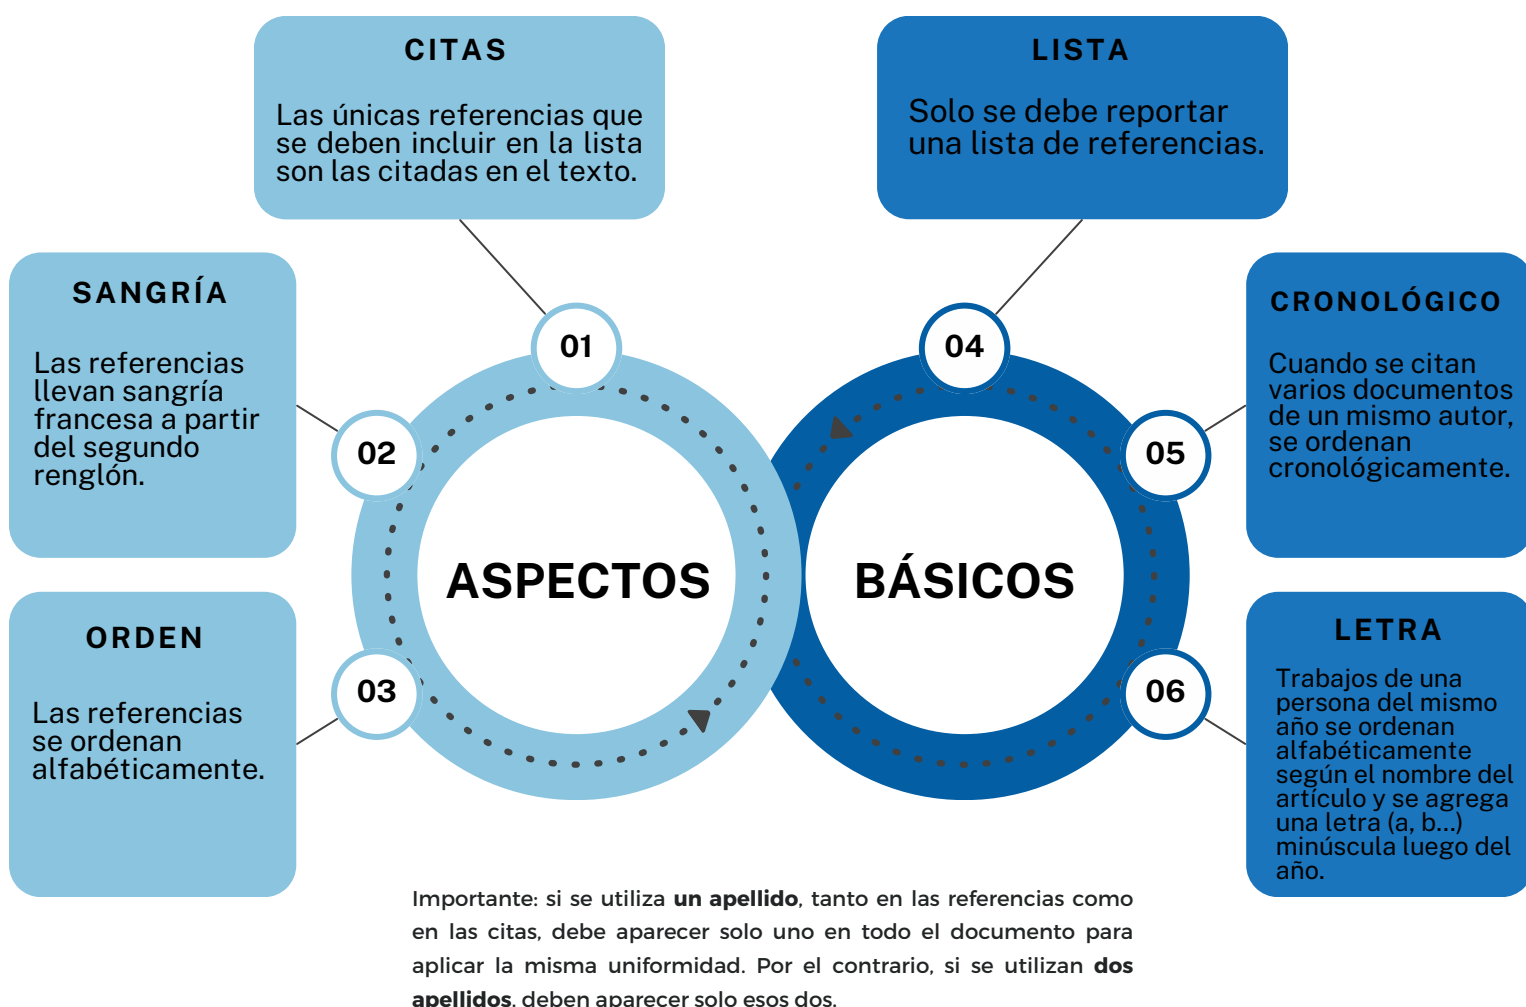 CITAS
Las únicas referencias que
se deben incluir en la lista
son las citadas en el texto.
LISTA
Solo se debe reportar
una lista de referencias.
SANGRÍA
Las referencias
llevan sangría
francesa a partir
del segundo
renglón.
CRONOLÓGICO
Cuando se citan
varios documentos
de un mismo autor,
se ordenan
cronológicamente.
01
02
03
04
05
06
ASPECTOS
BÁSICOS
ORDEN
Las referencias
se ordenan
alfabéticamente.
LETRA
Trabajos de una
persona del mismo
año se ordenan
alfabéticamente
según el nombre del
artículo y se agrega
una letra (a, b...)
minúscula luego del
año.
Importante: si se utiliza un apellido, tanto en las referencias como
en las citas, debe aparecer solo uno en todo el documento para
aplicar la misma uniformidad. Por el contrario, si se utilizan dos
apellidos, deben aparecer solo esos dos.